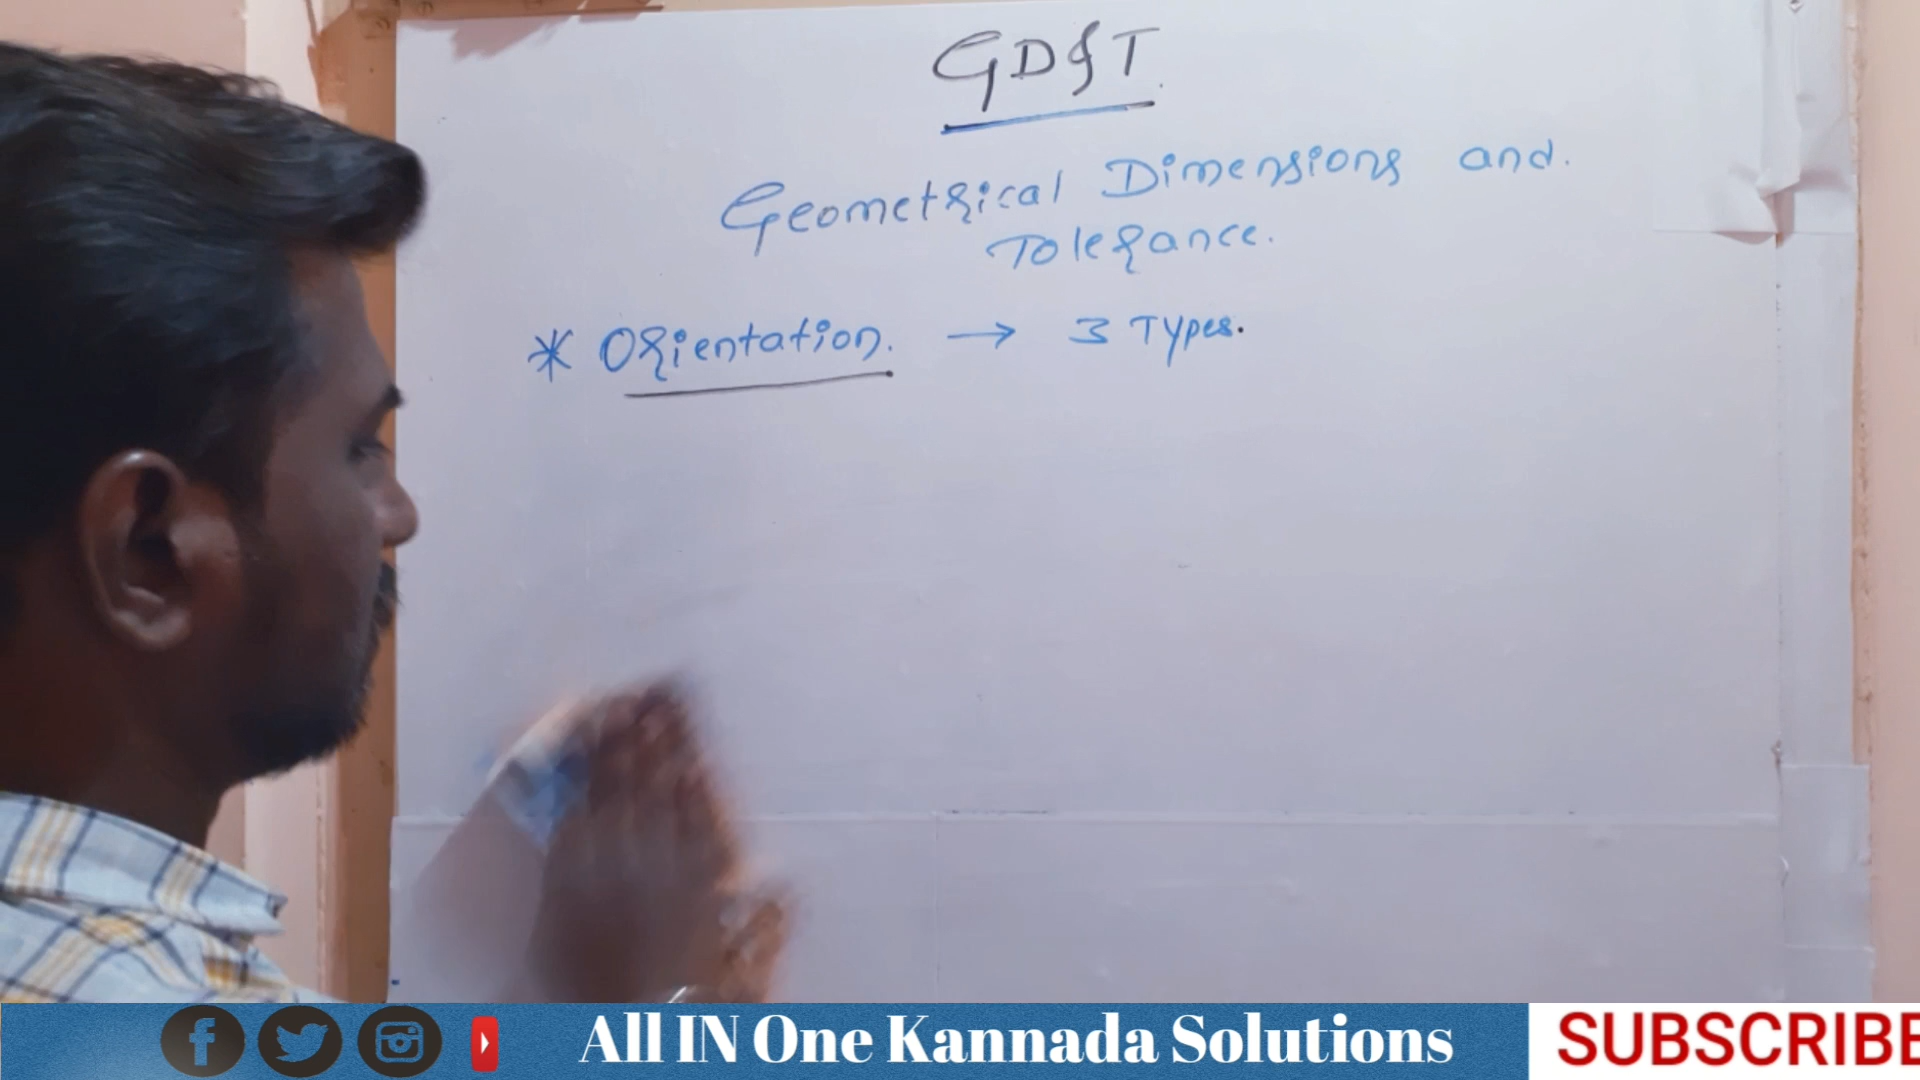 GD&T
Geometrical Dimensions and.
Tolerance.
* Orientation. → 3 Types.
All IN One Kannada Solutions
SUBSCRIBE